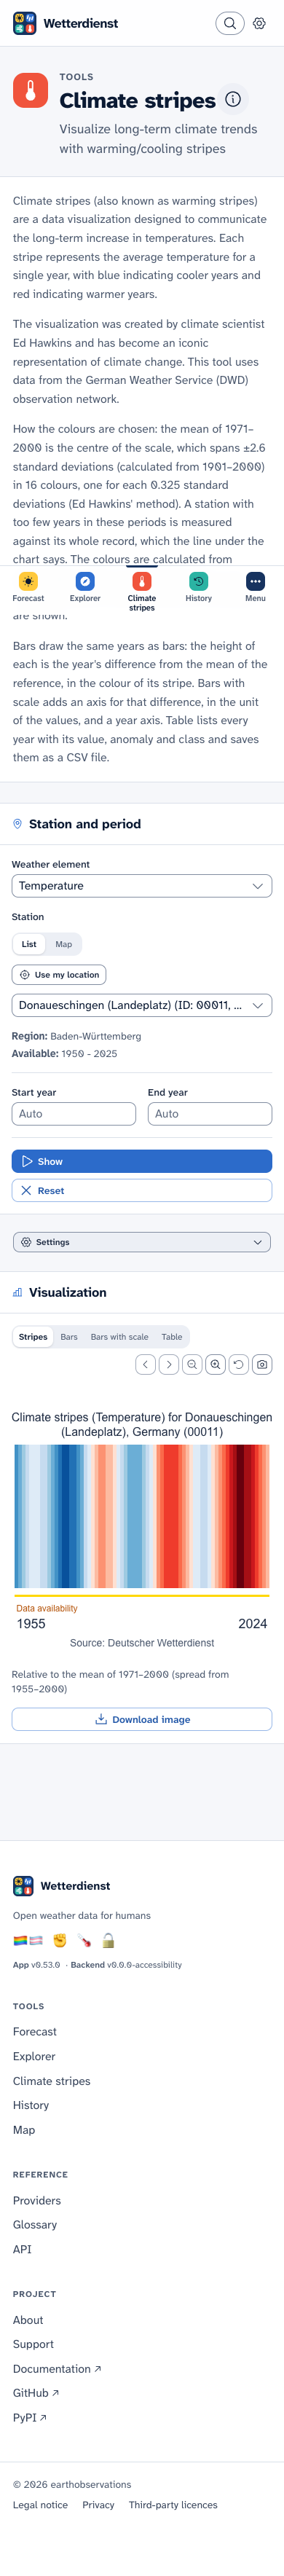 Wetterdienst
TOOLS
Climate stripes
Visualize long-term climate trends
with warming/cooling stripes
Climate stripes (also known as warming stripes)
are a data visualization designed to communicate
the long-term increase in temperatures. Each
stripe represents the average temperature for a
single year, with blue indicating cooler years and
red indicating warmer years.
The visualization was created by climate scientist
Ed Hawkins and has become an iconic
representation of climate change. This tool uses
data from the German Weather Service (DWD)
observation network.
How the colours are chosen: the mean of 1971–
2000 is the centre of the scale, which spans ±2.6
standard deviations (calculated from 1901–2000)
in 16 colours, one for each 0.325 standard
deviations (Ed Hawkins' method). A station with
too few years in these periods is measured
against its whole record, which the line under the
chart says. The colours are calculated from
Forecast Explorer Climate stripes History Menu
are shown.
Bars draw the same years as bars: the height of
each is the year's difference from the mean of the
reference, in the colour of its stripe. Bars with
scale adds an axis for that difference, in the unit
of the values, and a year axis. Table lists every
year with its value, anomaly and class and saves
them as a CSV file.
Station and period
Weather element
Temperature
Station
List Map
Use my location
Donaueschingen (Landeplatz) (ID: 00011, ...
Region: Baden-Württemberg
Available: 1950 - 2025
Start year End year
Auto Auto
Show
Reset
Settings
Visualization
Stripes Bars Bars with scale Table
Climate stripes (Temperature) for Donaueschingen
(Landeplatz), Germany (00011)
Data availability
1955 2024
Source: Deutscher Wetterdienst
Relative to the mean of 1971–2000 (spread from
1955–2000)
Download image
Wetterdienst
Open weather data for humans
App v0.53.0 · Backend v0.0.0-accessibility
TOOLS
Forecast
Explorer
Climate stripes
History
Map
REFERENCE
Providers
Glossary
API
PROJECT
About
Support
Documentation ↗
GitHub ↗
PyPI ↗
© 2026 earthobservations
Legal notice Privacy Third-party licences